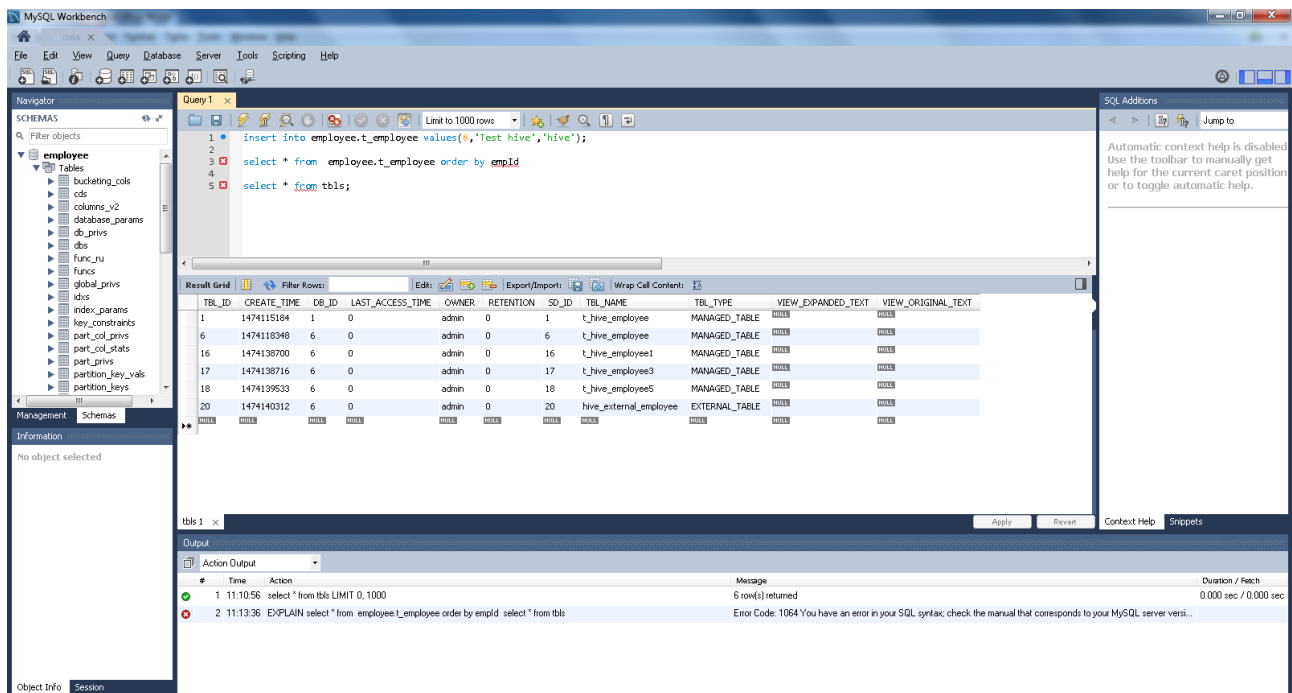 MySQL Workbench
File Edit View Query Database Server Tools Scripting Help
Navigator
Query 1
SQL Additions
SCHEMAS
Filter objects
Limit to 1000 rows
Jump to
employee
Tables
bucketing_cols
cds
columns_v2
database_params
db_privs
dbs
func_ru
funcs
global_privs
idxs
index_params
key_constraints
part_col_privs
part_col_stats
part_privs
partition_key_vals
partition_keys
Management Schemas
Information
No object selected
Object Info Session
1 insert into employee.t_employee values(8,'Test hive','hive');
2
3 select * from employee.t_employee order by empId
4
5 select * from tbls;
Automatic context help is disabled.
Use the toolbar to manually get
help for the current caret position
or to toggle automatic help.
Result Grid Filter Rows: Edit: Export/Import: Wrap Cell Content:
TBL_ID CREATE_TIME DB_ID LAST_ACCESS_TIME OWNER RETENTION SD_ID TBL_NAME TBL_TYPE VIEW_EXPANDED_TEXT VIEW_ORIGINAL_TEXT
1 1474115184 1 0 admin 0 1 t_hive_employee MANAGED_TABLE NULL NULL
6 1474118348 6 0 admin 0 6 t_hive_employee MANAGED_TABLE NULL NULL
16 1474138700 6 0 admin 0 16 t_hive_employee1 MANAGED_TABLE NULL NULL
17 1474138716 6 0 admin 0 17 t_hive_employee3 MANAGED_TABLE NULL NULL
18 1474139533 6 0 admin 0 18 t_hive_employee5 MANAGED_TABLE NULL NULL
20 1474140312 6 0 admin 0 20 hive_external_employee EXTERNAL_TABLE NULL NULL
NULL NULL NULL NULL NULL NULL NULL NULL NULL NULL NULL
tbls 1
Apply Revert
Context Help Snippets
Output
Action Output
# Time Action Message Duration / Fetch
1 11:10:56 select * from tbls LIMIT 0, 1000 6 row(s) returned 0.000 sec / 0.000 sec
2 11:13:36 EXPLAIN select * from employee.t_employee order by empId select * from tbls Error Code: 1064 You have an error in your SQL syntax; check the manual that corresponds to your MySQL server versi...